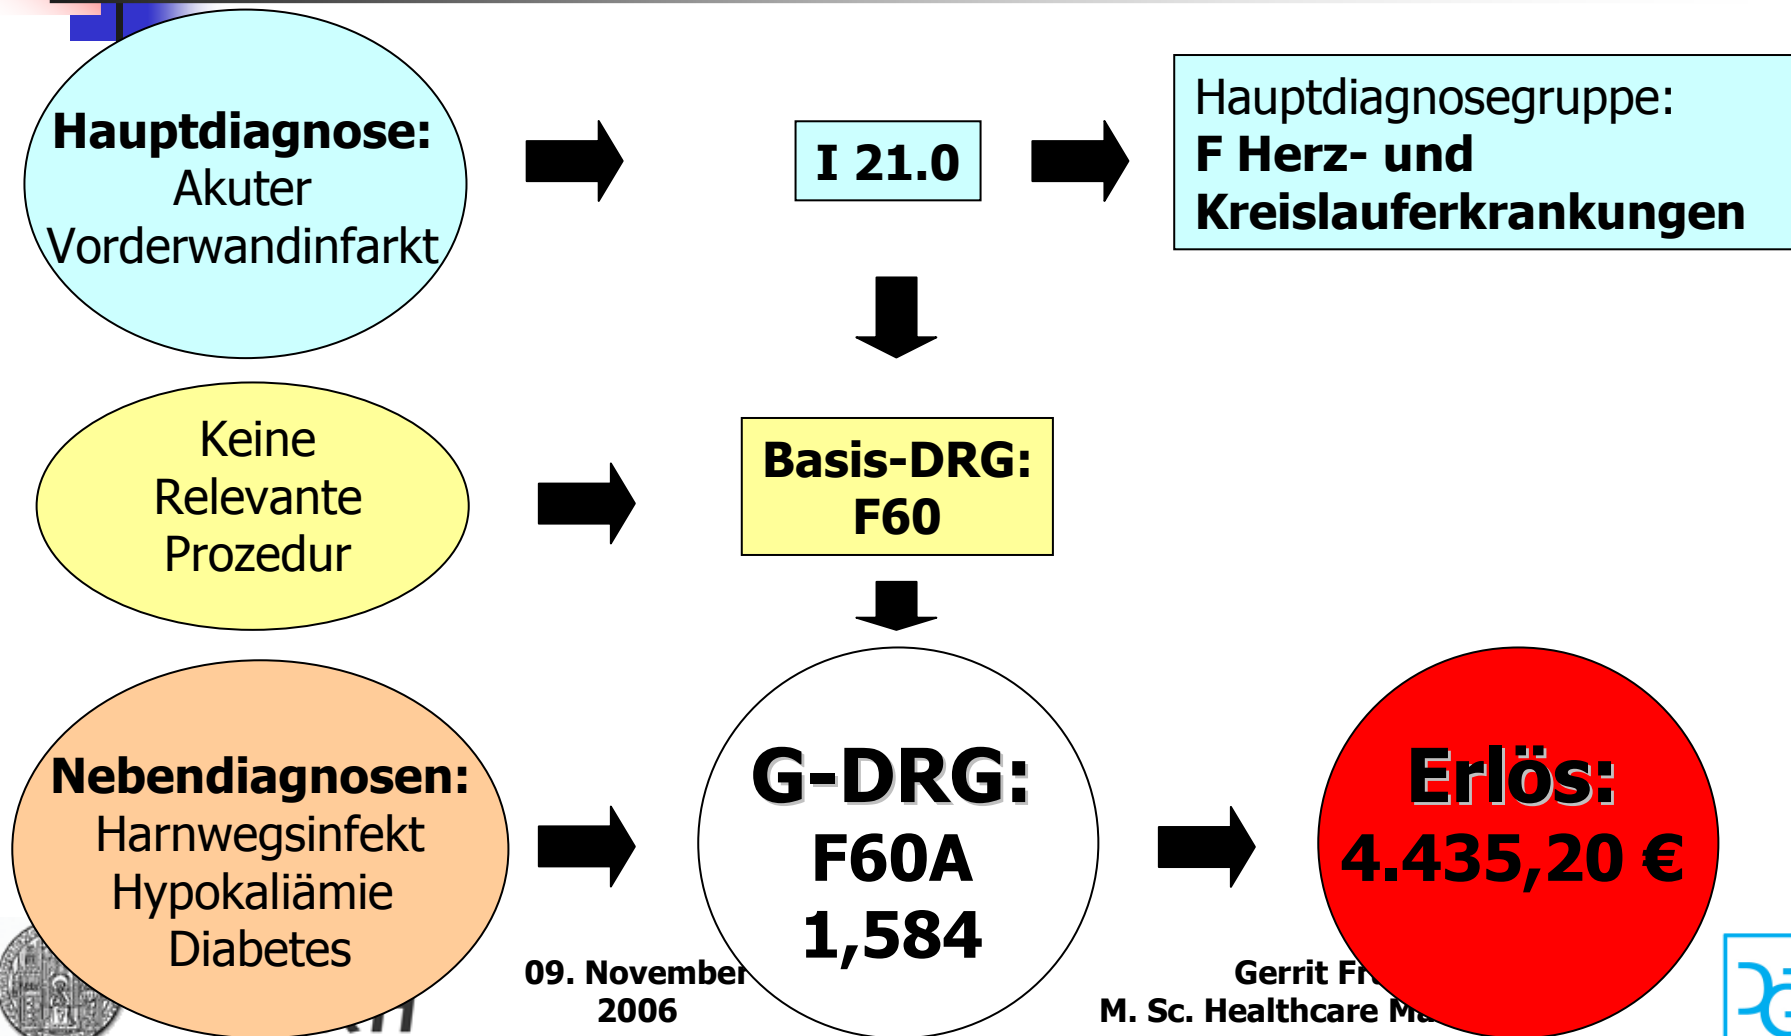 Hauptdiagnose:
Akuter
Vorderwandinfarkt
I 21.0
Hauptdiagnosegruppe:
F Herz- und
Kreislauferkrankungen
Keine
Relevante
Prozedur
Basis-DRG:
F60
Nebendiagnosen:
Harnwegsinfekt
Hypokaliämie
Diabetes
G-DRG:
F60A
1,584
Erlös:
4.435,20 €
09. November
2006
Gerrit
M. Sc. Healthcare